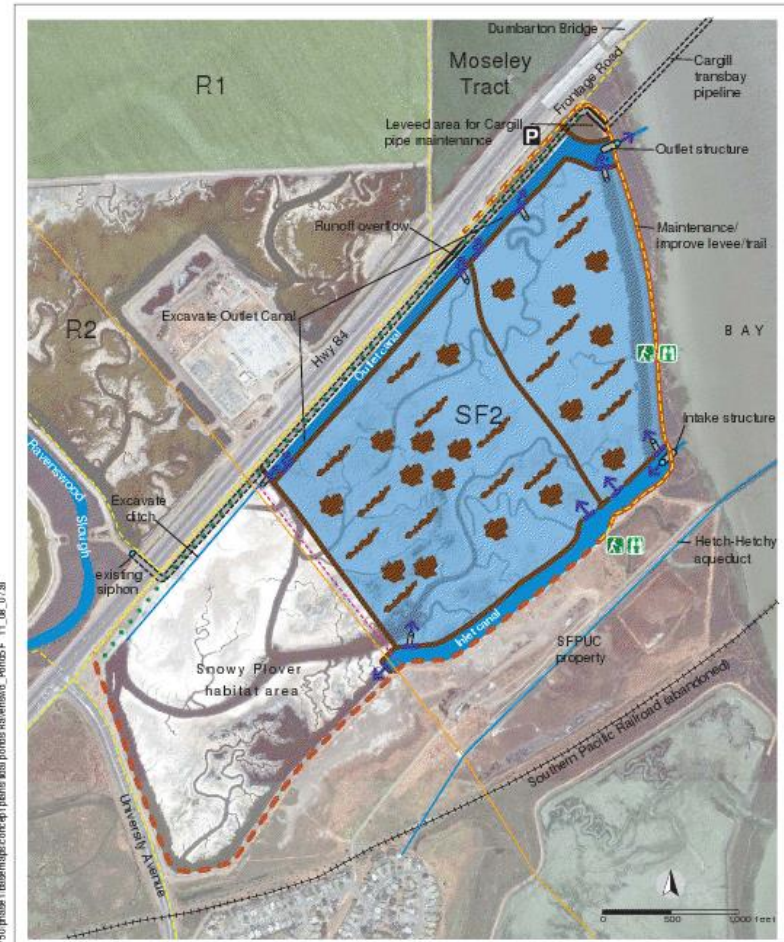 Dumbarton Bridge
Moseley
Tract
R1
Frontage Road
Cargill
transbay
pipeline
Leveed area for Cargill
pipe maintenance
P
Outlet structure
Runoff overflow
Maintenance/
improve levee/trail
Excavate Outlet Canal
R2
Hwy 84
Outlet canal
BAY
SF2
Intake structure
Ravenswood Slough
Excavate
ditch
Hetch-Hetchy
aqueduct
existing
siphon
Inlet canal
SFPUC
property
Snowy Plover
habitat area
Southern Pacific Railroad (abandoned)
University Avenue
0 500 1,000 feet